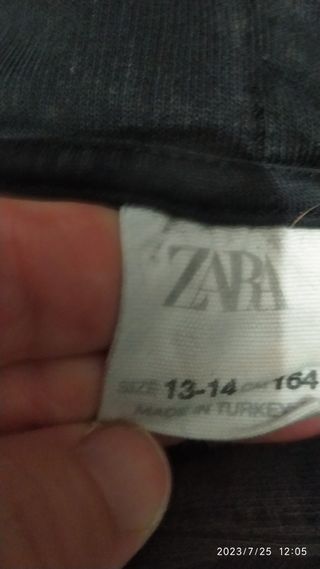 ZARA
SIZE 13-14 CM 164
MADE IN TURKEY
2023/7/25 12:05